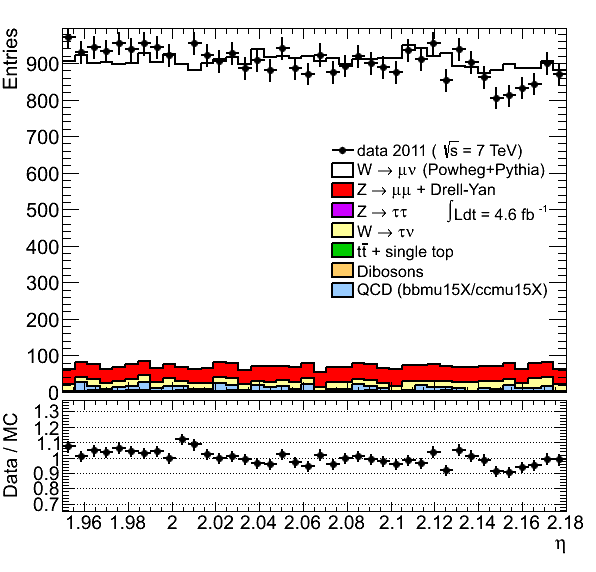 Entries
900
800
700
600
500
400
300
200
100
0
data 2011 ( √s = 7 TeV)
W → μν (Powheg+Pythia)
Z → μμ + Drell-Yan
Z → ττ
∫Ldt = 4.6 fb -1
W → τν
tt̄ + single top
Dibosons
QCD (bbmu15X/ccmu15X)
Data / MC
1.3
1.2
1.1
1
0.9
0.8
0.7
1.96 1.98 2 2.02 2.04 2.06 2.08 2.1 2.12 2.14 2.16 2.18
η